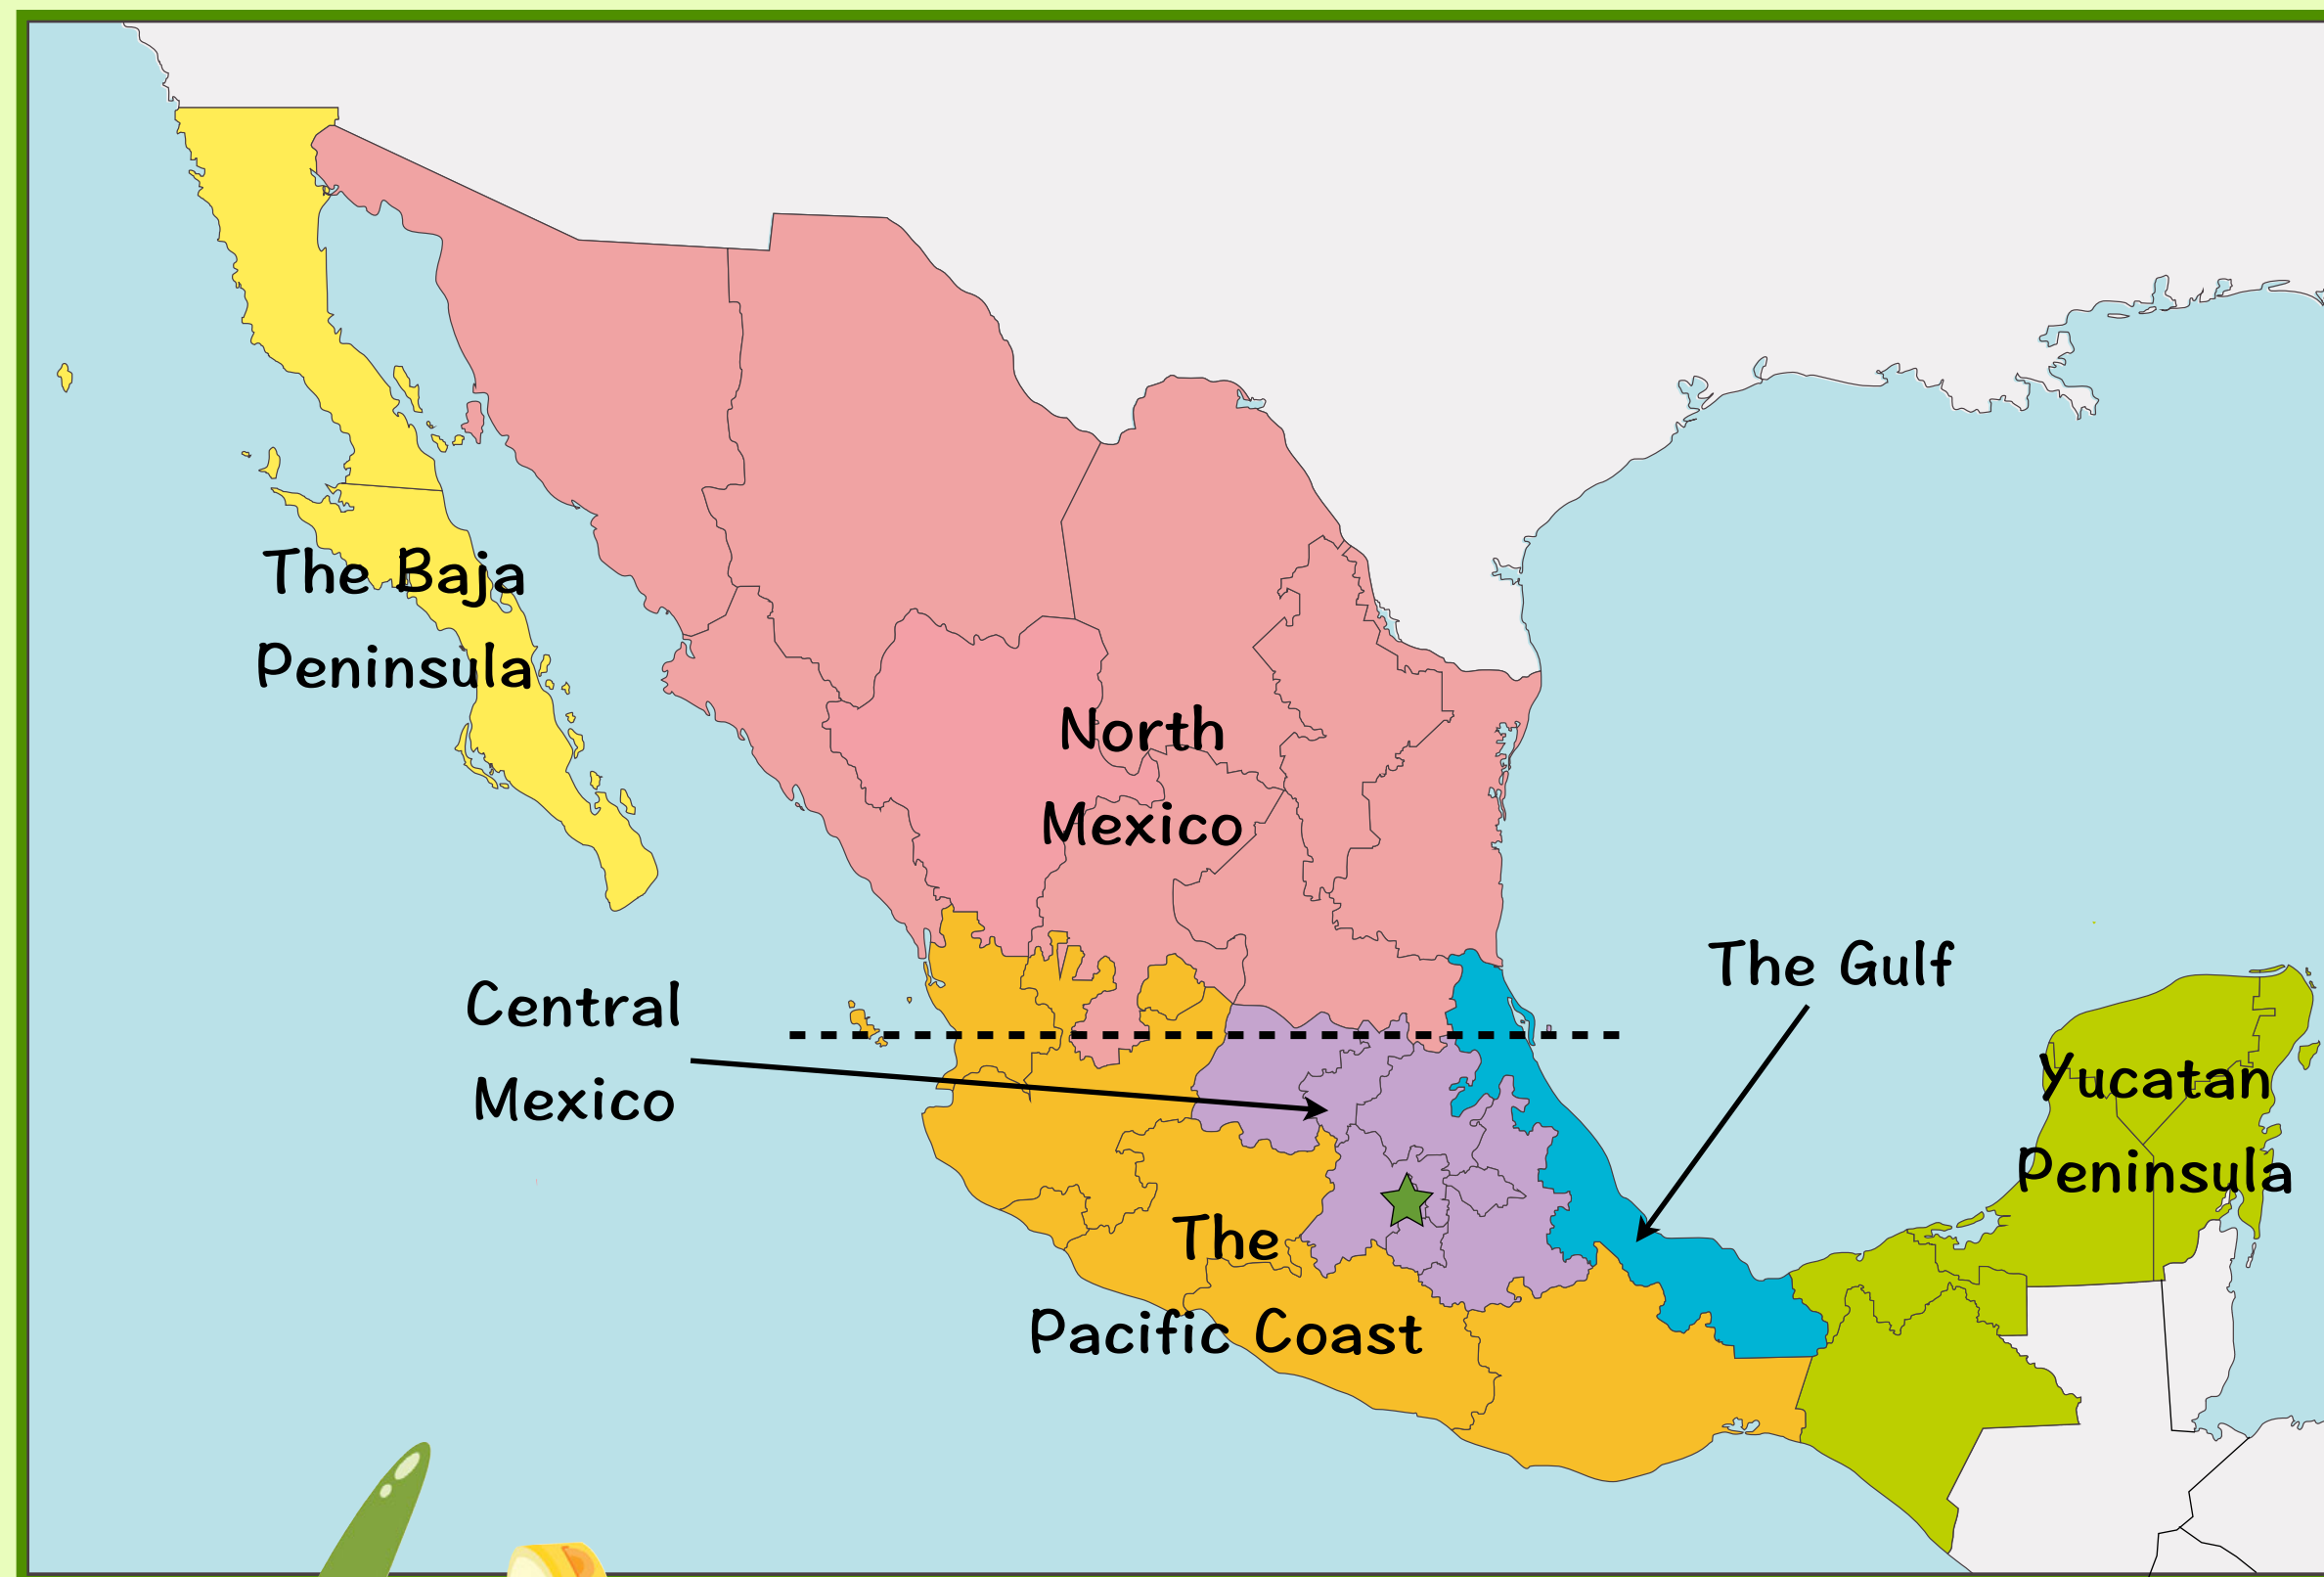 The Baja
Peninsula
North
Mexico
Central
Mexico
The Gulf
Yucatan
Peninsula
The
Pacific Coast